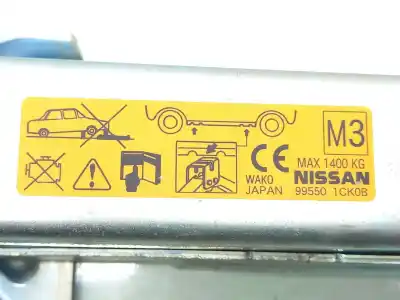 M3
MAX 1400 KG
CE
WAKO
JAPAN
NISSAN
99550 1CK0B